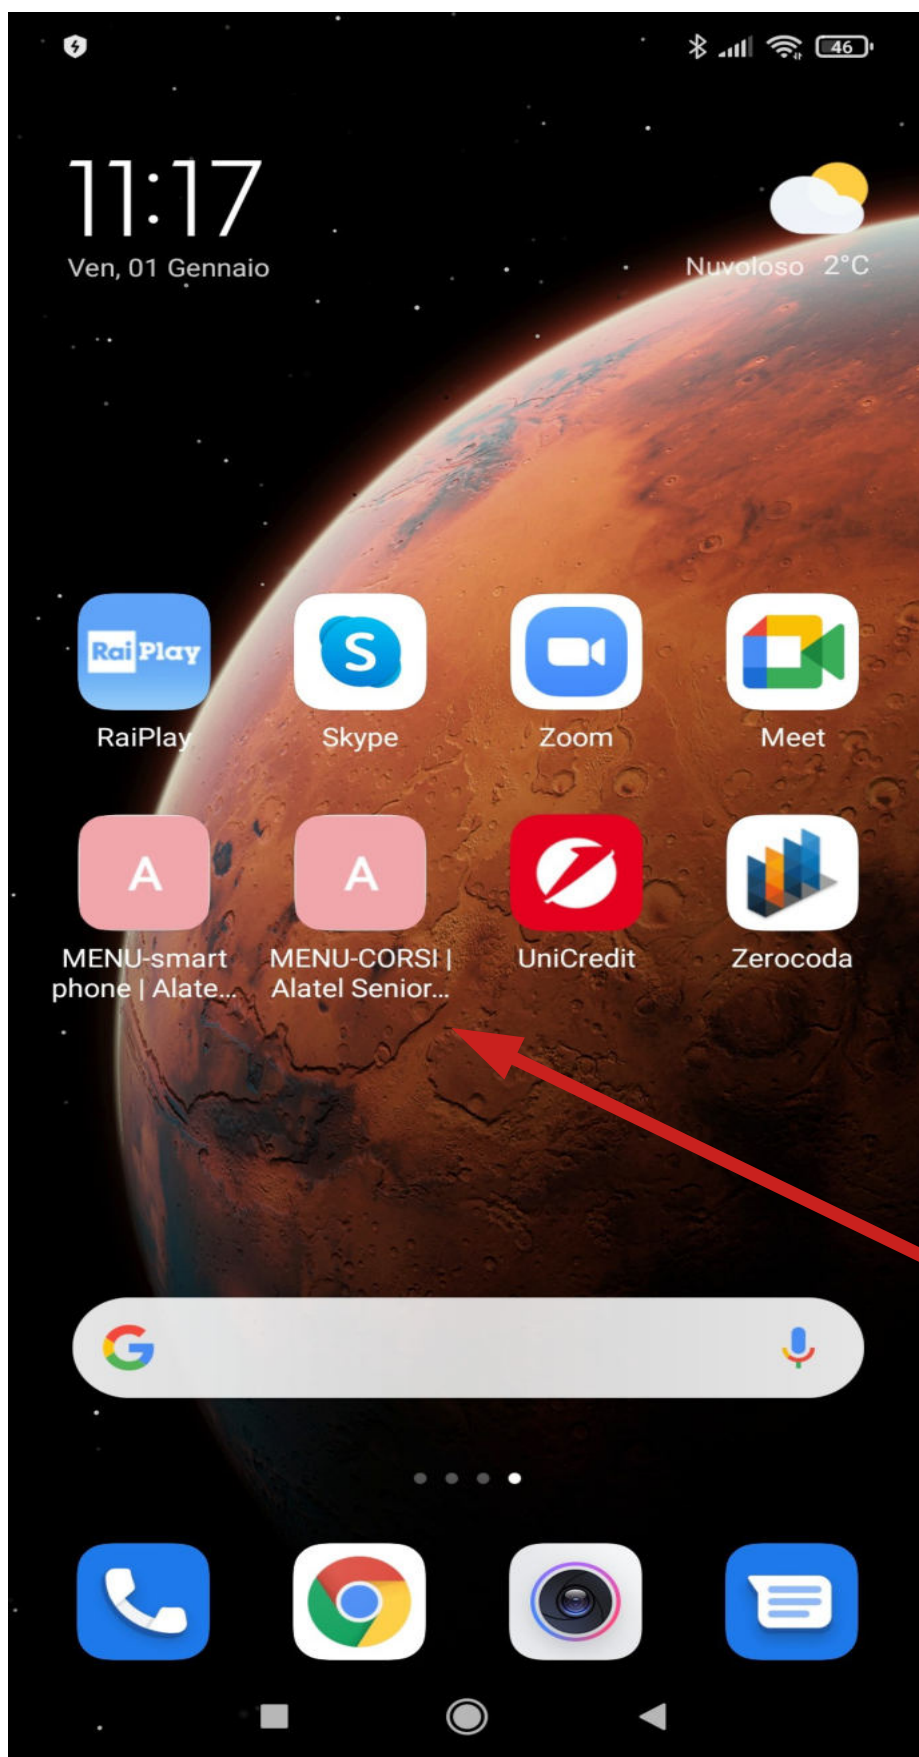 46
11:17
Ven, 01 Gennaio
Nuvoloso 2°C
Rai Play
S
RaiPlay
Skype
Zoom
Meet
A
A
MENU-smart
phone | Alate...
MENU-CORSI |
Alatel Senior...
UniCredit
Zerocoda
G